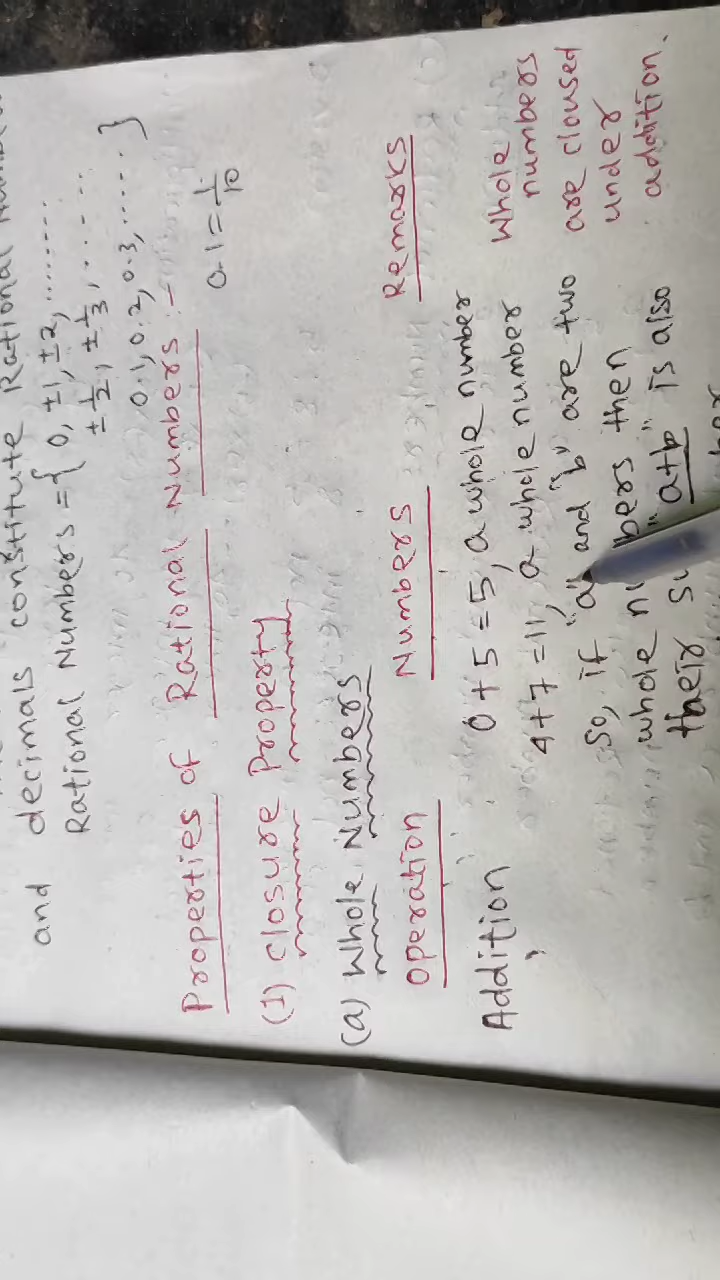 decimals constitute Rational
and
Rational Numbers = { 0, ±1, ±2, ........
± 1/2, ± 1/3, ......
0.1, 0.2, 0.3, ...... }
Properties of Rational Numbers :-
0.1 = 1/10
(1) Closure Property
(a) Whole Numbers
Operation Numbers Remarks
Addition 0 + 5 = 5, a whole number Whole
4 + 7 = 11, a whole number numbers
So, if "a" and "b" are two are cloused
whole then under
their "a+b" is also addition.